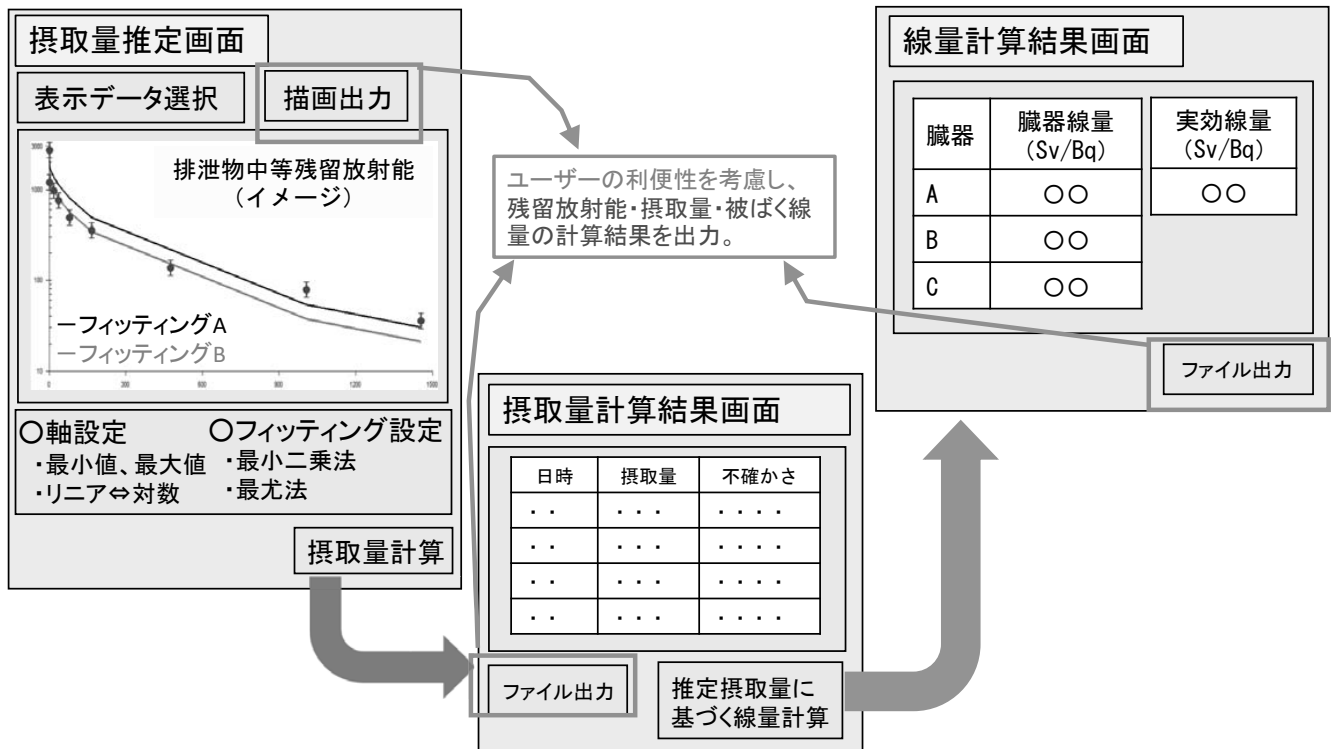 摂取量推定画面
表示データ選択
描画出力
3000
1000
100
10
0
300
600
900
1200
1500
排泄物中等残留放射能
（イメージ）
ーフィッティングA
ーフィッティングB
〇軸設定
・最小値、最大値
・リニア⇔対数
〇フィッティング設定
・最小二乗法
・最尤法
摂取量計算
ユーザーの利便性を考慮し、
残留放射能・摂取量・被ばく線
量の計算結果を出力。
摂取量計算結果画面
日時 摂取量 不確かさ
・・ ・・・ ・・・・
・・ ・・・ ・・・・
・・ ・・・ ・・・・
・・ ・・・ ・・・・
ファイル出力
推定摂取量に
基づく線量計算
線量計算結果画面
臓器 臓器線量
（Sv/Bq）
A 〇〇
B 〇〇
C 〇〇
実効線量
（Sv/Bq）
〇〇
ファイル出力